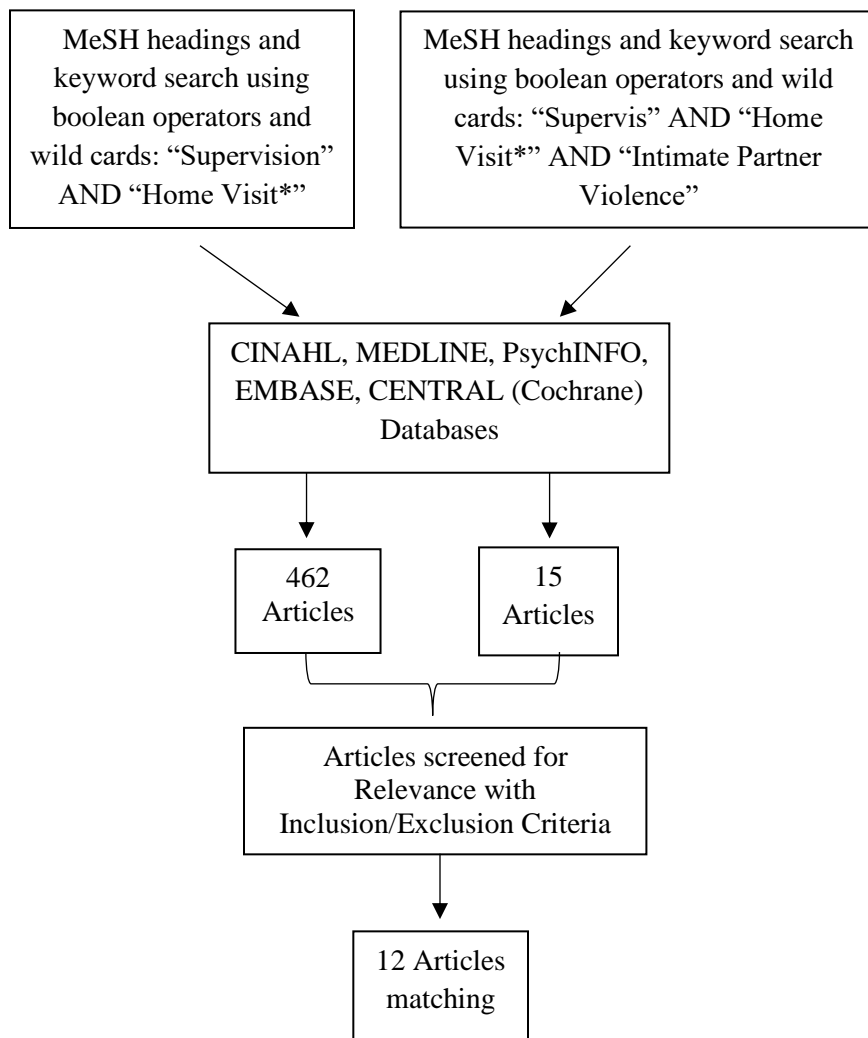 MeSH headings and
keyword search using
boolean operators and
wild cards: “Supervision”
AND “Home Visit*”
MeSH headings and keyword search
using boolean operators and wild
cards: “Supervis” AND “Home
Visit*” AND “Intimate Partner
Violence”
CINAHL, MEDLINE, PsychINFO,
EMBASE, CENTRAL (Cochrane)
Databases
462
Articles
15
Articles
Articles screened for
Relevance with
Inclusion/Exclusion Criteria
12 Articles
matching